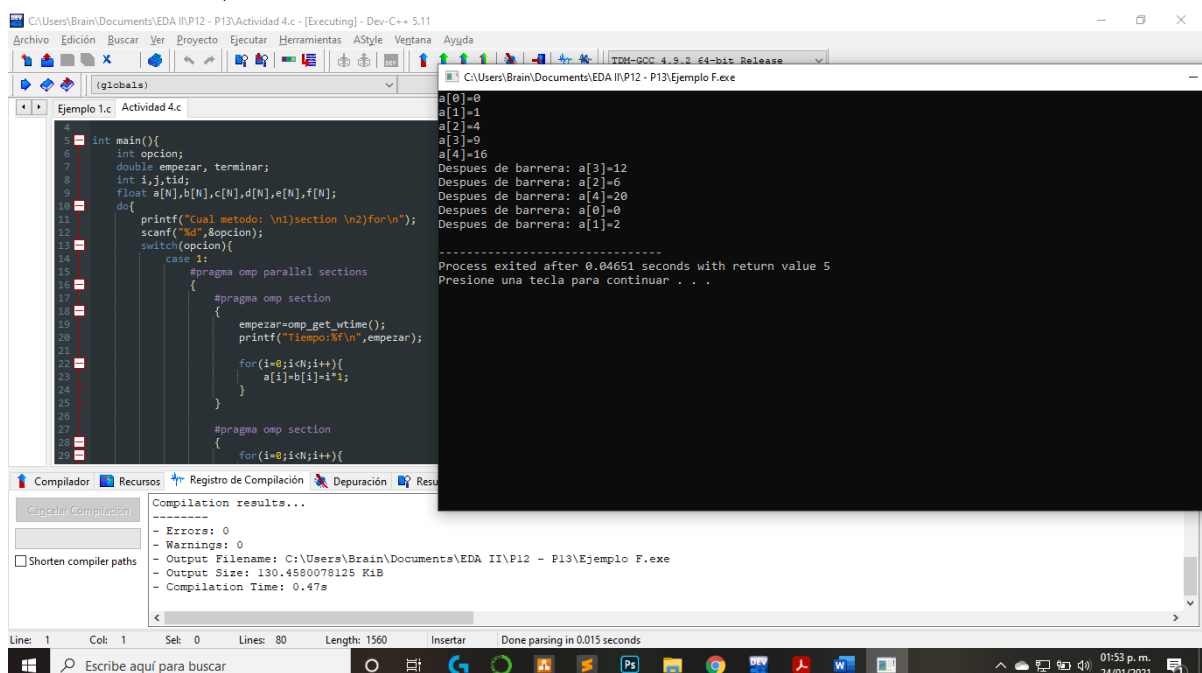 C:\Users\Brain\Documents\EDA II\P12 - P13\Actividad 4.c - [Executing] - Dev-C++ 5.11
Archivo Edición Buscar Ver Proyecto Ejecutar Herramientas AStyle Ventana Ayuda
TDM-GCC 4.9.2 64-bit Release
(globals)
Ejemplo 1.c Actividad 4.c
4
5 int main(){
6 int opcion;
7 double empezar, terminar;
8 int i,j,tid;
9 float a[N],b[N],c[N],d[N],e[N],f[N];
10 do{
11 printf("Cual metodo: \n1)section \n2)for\n");
12 scanf("%d",&opcion);
13 switch(opcion){
14 case 1:
15 #pragma omp parallel sections
16 {
17 #pragma omp section
18 {
19 empezar=omp_get_wtime();
20 printf("Tiempo:%f\n",empezar);
21
22 for(i=0;i<N;i++){
23 a[i]=b[i]=i*1;
24 }
25 }
26
27 #pragma omp section
28 {
29 for(i=0;i<N;i++){
C:\Users\Brain\Documents\EDA II\P12 - P13\Ejemplo F.exe
a[0]=0
a[1]=1
a[2]=4
a[3]=9
a[4]=16
Despues de barrera: a[3]=12
Despues de barrera: a[2]=6
Despues de barrera: a[4]=20
Despues de barrera: a[0]=0
Despues de barrera: a[1]=2
--------------------------------
Process exited after 0.04651 seconds with return value 5
Presione una tecla para continuar . . .
Compilador Recursos Registro de Compilación Depuración Resu
Cancelar Compilación
Shorten compiler paths
Compilation results...
--------
- Errors: 0
- Warnings: 0
- Output Filename: C:\Users\Brain\Documents\EDA II\P12 - P13\Ejemplo F.exe
- Output Size: 130.4580078125 KiB
- Compilation Time: 0.47s
Line: 1 Col: 1 Sel: 0 Lines: 80 Length: 1560 Insertar Done parsing in 0.015 seconds
Escribe aquí para buscar
Ps
DEV
01:53 p. m.
24/01/2021